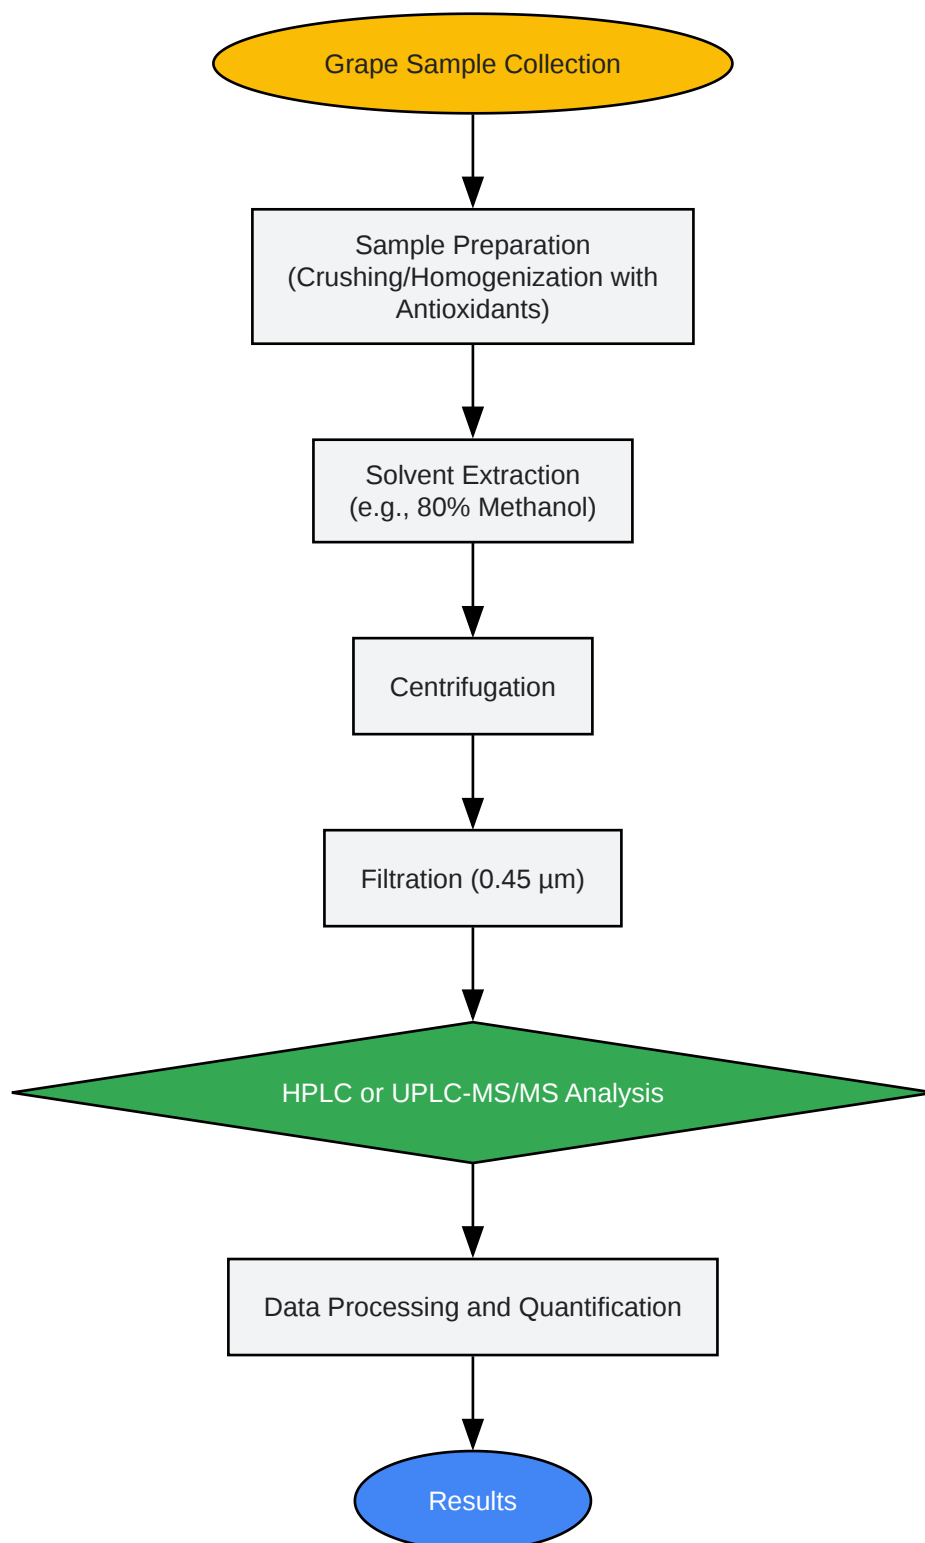 Grape Sample Collection
Sample Preparation
(Crushing/Homogenization with
Antioxidants)
Solvent Extraction
(e.g., 80% Methanol)
Centrifugation
Filtration (0.45 µm)
HPLC or UPLC-MS/MS Analysis
Data Processing and Quantification
Results